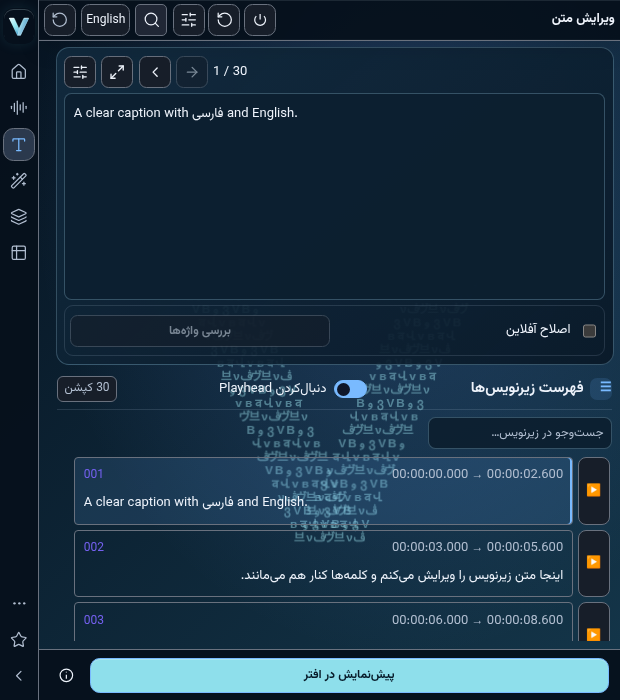 English
ویرایش متن
1 / 30
A clear caption with فارسی and English.
اصلاح آفلاین
بررسی واژه‌ها
فهرست زیرنویس‌ها
دنبال‌کردن Playhead
30 کپشن
جست‌وجو در زیرنویس...
001
00:00:00.000 → 00:00:02.600
A clear caption with فارسی and English.
002
00:00:03.000 → 00:00:05.600
اینجا متن زیرنویس را ویرایش می‌کنم و کلمه‌ها کنار هم می‌مانند.
003
00:00:06.000 → 00:00:08.600
پیش‌نمایش در افتر